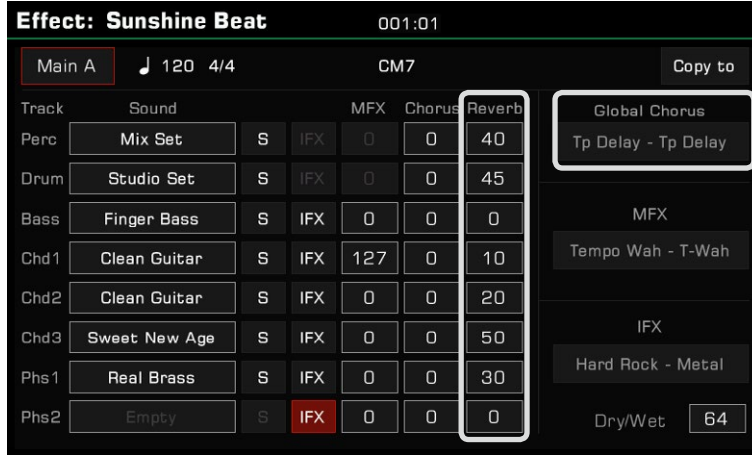 Effect: Sunshine Beat 001:01
Main A ♩ 120 4/4 CM7 Copy to
Track Sound MFX Chorus Reverb
Perc Mix Set S IFX 0 0 40
Drum Studio Set S IFX 0 0 45
Bass Finger Bass S IFX 0 0 0
Chd1 Clean Guitar S IFX 127 0 10
Chd2 Clean Guitar S IFX 0 0 20
Chd3 Sweet New Age S IFX 0 0 50
Phs1 Real Brass S IFX 0 0 30
Phs2 Empty S IFX 0 0 0
Global Chorus
Tp Delay - Tp Delay
MFX
Tempo Wah - T-Wah
IFX
Hard Rock - Metal
Dry/Wet 64